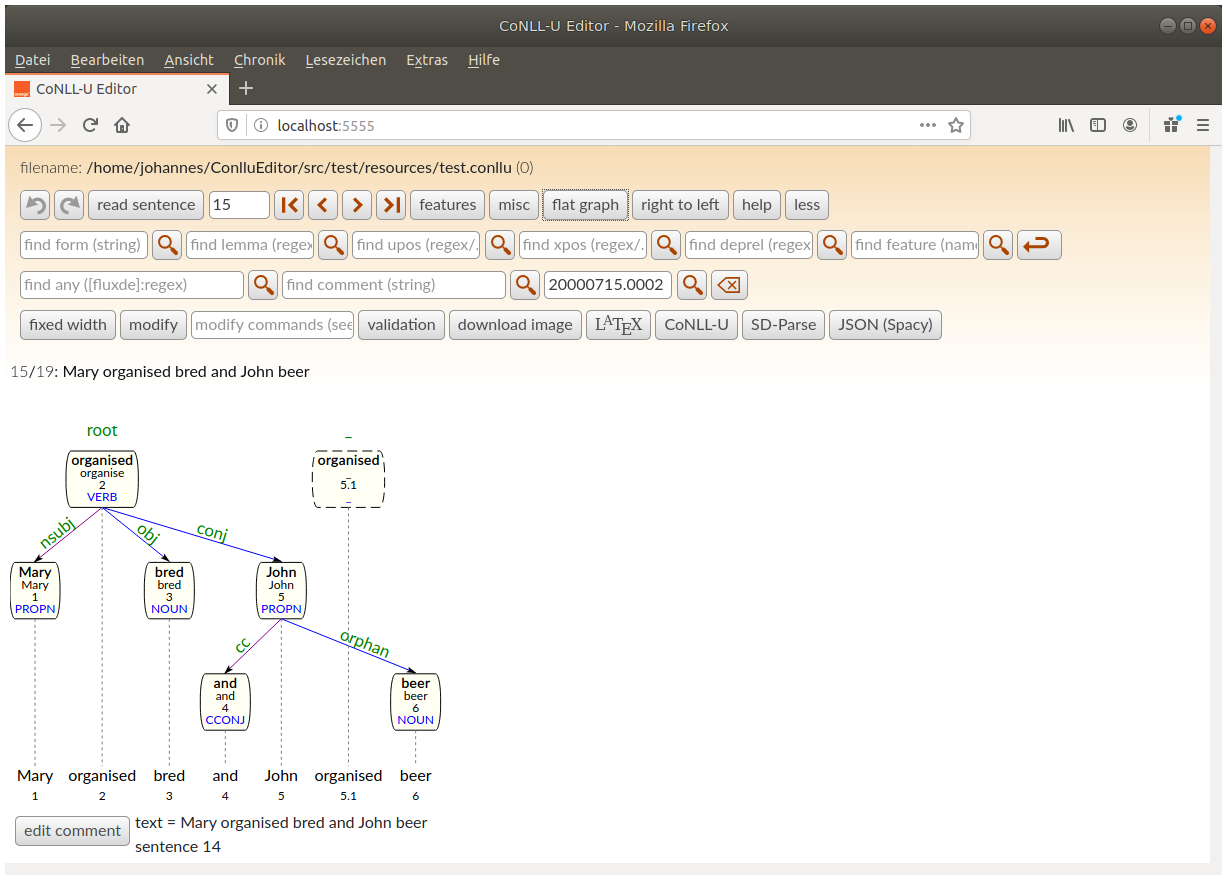 CoNLL-U Editor - Mozilla Firefox
Datei Bearbeiten Ansicht Chronik Lesezeichen Extras Hilfe
CoNLL-U Editor
localhost:5555
filename: /home/johannes/ConlluEditor/src/test/resources/test.conllu (0)
read sentence 15 features misc flat graph right to left help less
find form (string) find lemma (regex find upos (regex/. find xpos (regex/. find deprel (regex find feature (name
find any ([fluxde]:regex) find comment (string) 20000715.0002
fixed width modify modify commands (see validation download image LATEX CoNLL-U SD-Parse JSON (Spacy)
15/19: Mary organised bred and John beer
root _
organised organised
organise _
2 5.1
VERB _
nsubj obj conj
Mary bred John
Mary bred John
1 3 5
PROPN NOUN PROPN
cc orphan
and beer
and beer
4 6
CCONJ NOUN
Mary organised bred and John organised beer
1 2 3 4 5 5.1 6
edit comment text = Mary organised bred and John beer
sentence 14